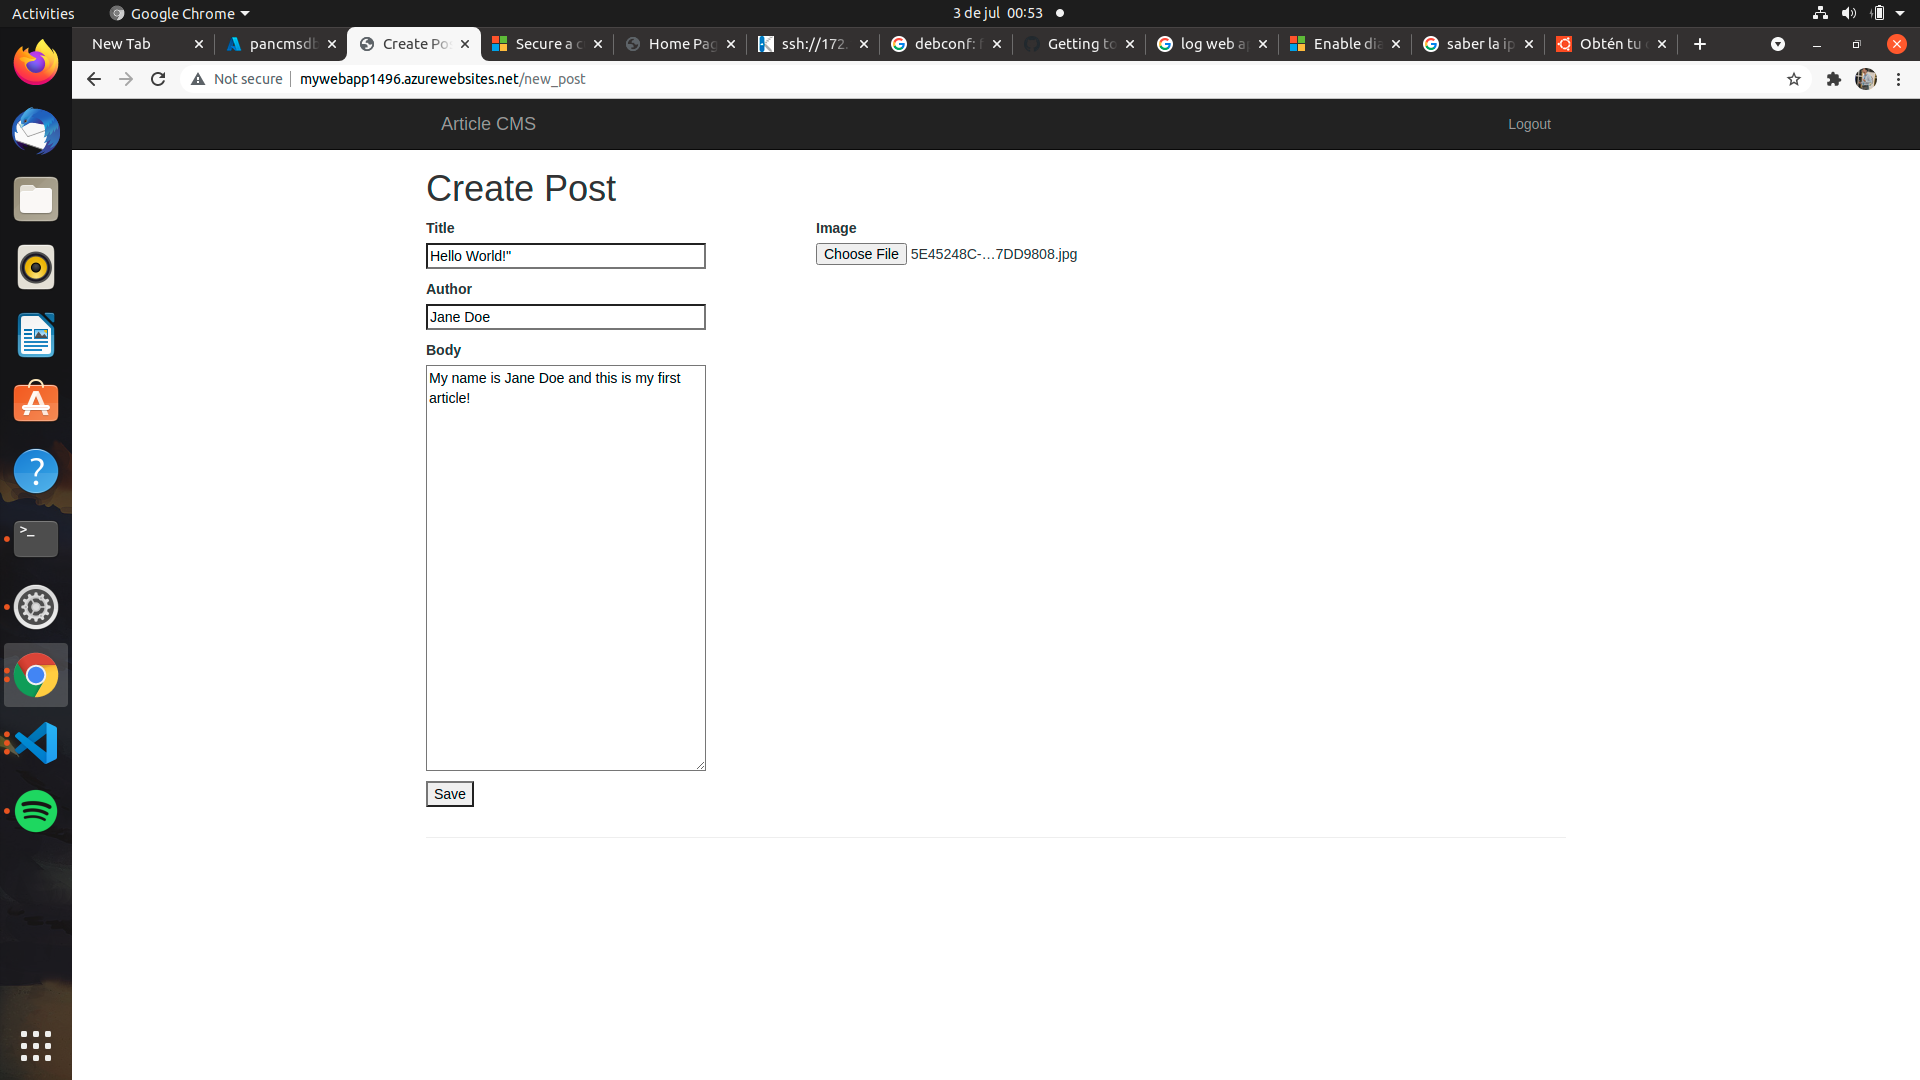 Activities
Google Chrome
3 de jul 00:53
New Tab
pancmsdb
Create Po
Secure a c
Home Pag
ssh://172.
debconf: f
Getting to
log web a
Enable dia
saber la ip
Obtén tu
Not secure
mywebapp1496.azurewebsites.net/new_post
Article CMS
Logout
Create Post
Title
Image
Hello World!"
Choose File 5E45248C-…7DD9808.jpg
Author
Jane Doe
Body
My name is Jane Doe and this is my first
article!
Save